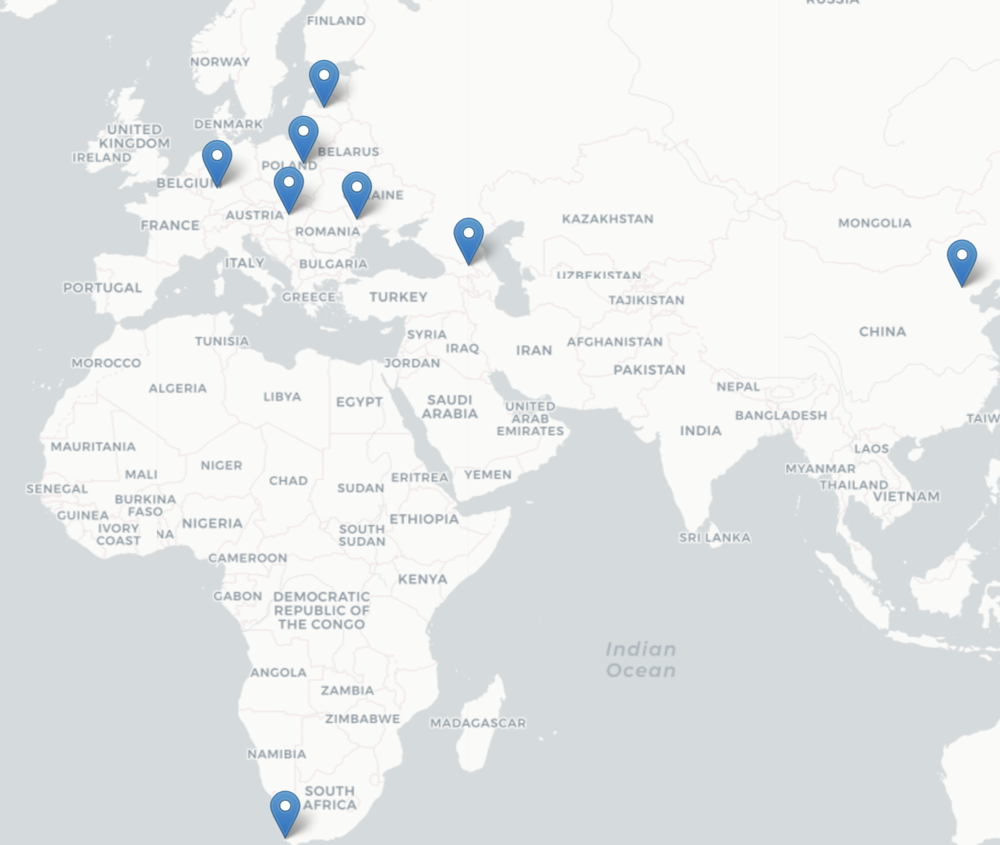 RUSSIA
FINLAND
NORWAY
DENMARK
UNITED
KINGDOM
IRELAND
BELARUS
POLAND
BELGIUM
UKRAINE
AUSTRIA
FRANCE
ROMANIA
KAZAKHSTAN
MONGOLIA
ITALY
BULGARIA
UZBEKISTAN
PORTUGAL
GREECE
TURKEY
TAJIKISTAN
CHINA
TUNISIA
SYRIA
IRAQ
IRAN
AFGHANISTAN
MOROCCO
JORDAN
PAKISTAN
ALGERIA
LIBYA
EGYPT
SAUDI
ARABIA
UNITED
ARAB
EMIRATES
NEPAL
BANGLADESH
TAIW
INDIA
MAURITANIA
LAOS
NIGER
MALI
CHAD
SUDAN
ERITREA
YEMEN
MYANMAR
THAILAND
VIETNAM
SENEGAL
BURKINA
FASO
GUINEA
IVORY
COAST
NA
NIGERIA
ETHIOPIA
SOUTH
SUDAN
SRI LANKA
CAMEROON
KENYA
GABON
DEMOCRATIC
REPUBLIC OF
THE CONGO
Indian
Ocean
ANGOLA
ZAMBIA
ZIMBABWE
MADAGASCAR
NAMIBIA
SOUTH
AFRICA